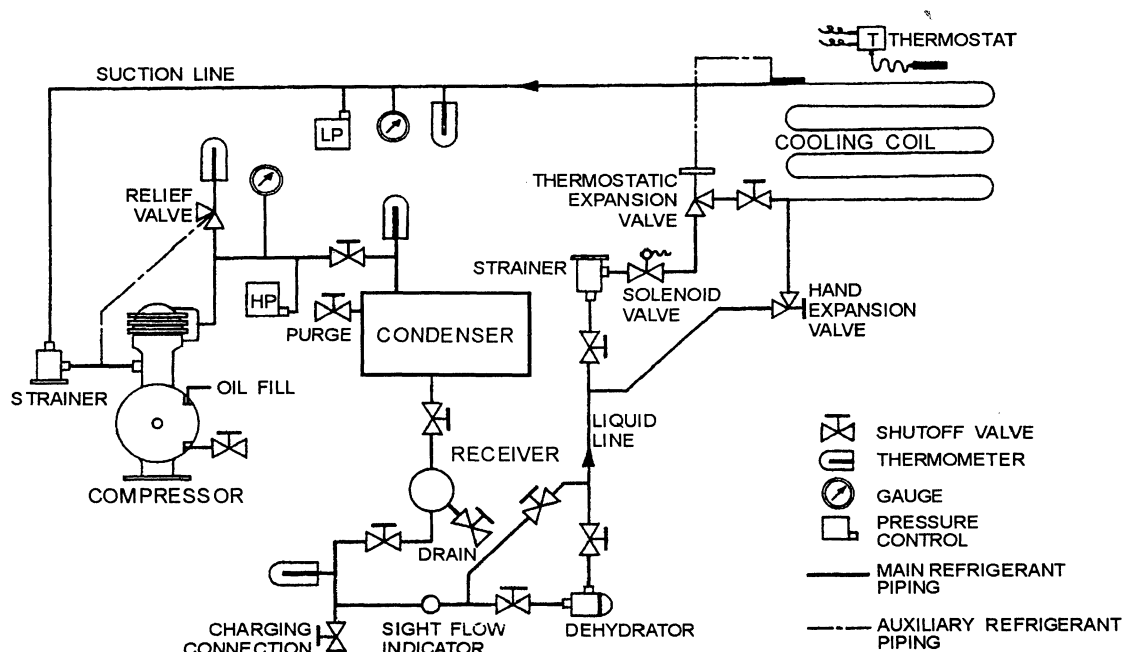 T THERMOSTAT
SUCTION LINE
LP
COOLING COIL
RELIEF
VALVE
THERMOSTATIC
EXPANSION
VALVE
STRAINER
SOLENOID
VALVE
HAND
EXPANSION
VALVE
HP
PURGE
CONDENSER
STRAINER
OIL FILL
COMPRESSOR
LIQUID
LINE
RECEIVER
DRAIN
SHUTOFF VALVE
THERMOMETER
GAUGE
PRESSURE
CONTROL
MAIN REFRIGERANT
PIPING
AUXILIARY REFRIGERANT
PIPING
CHARGING
CONNECTION
SIGHT FLOW
INDICATOR
DEHYDRATOR